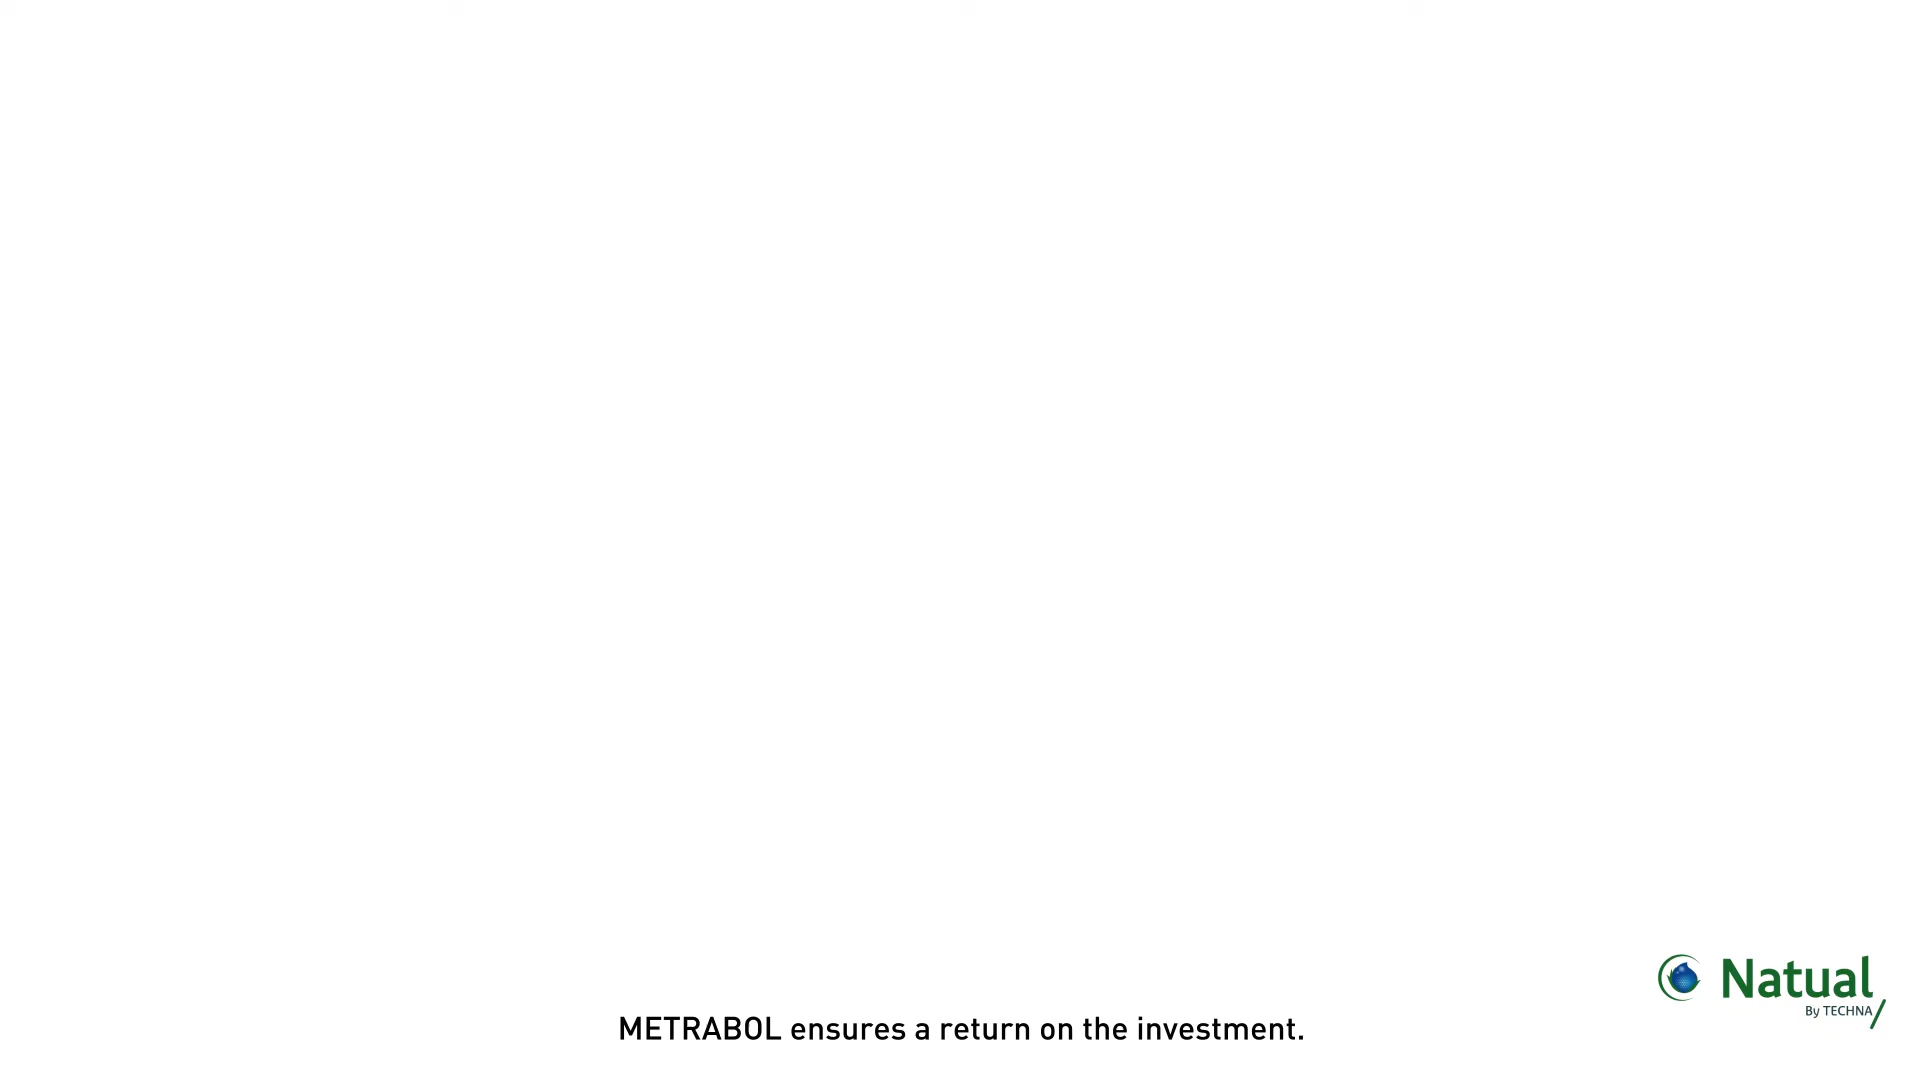 Natual
By TECHNA
METRABOL ensures a return on the investment.